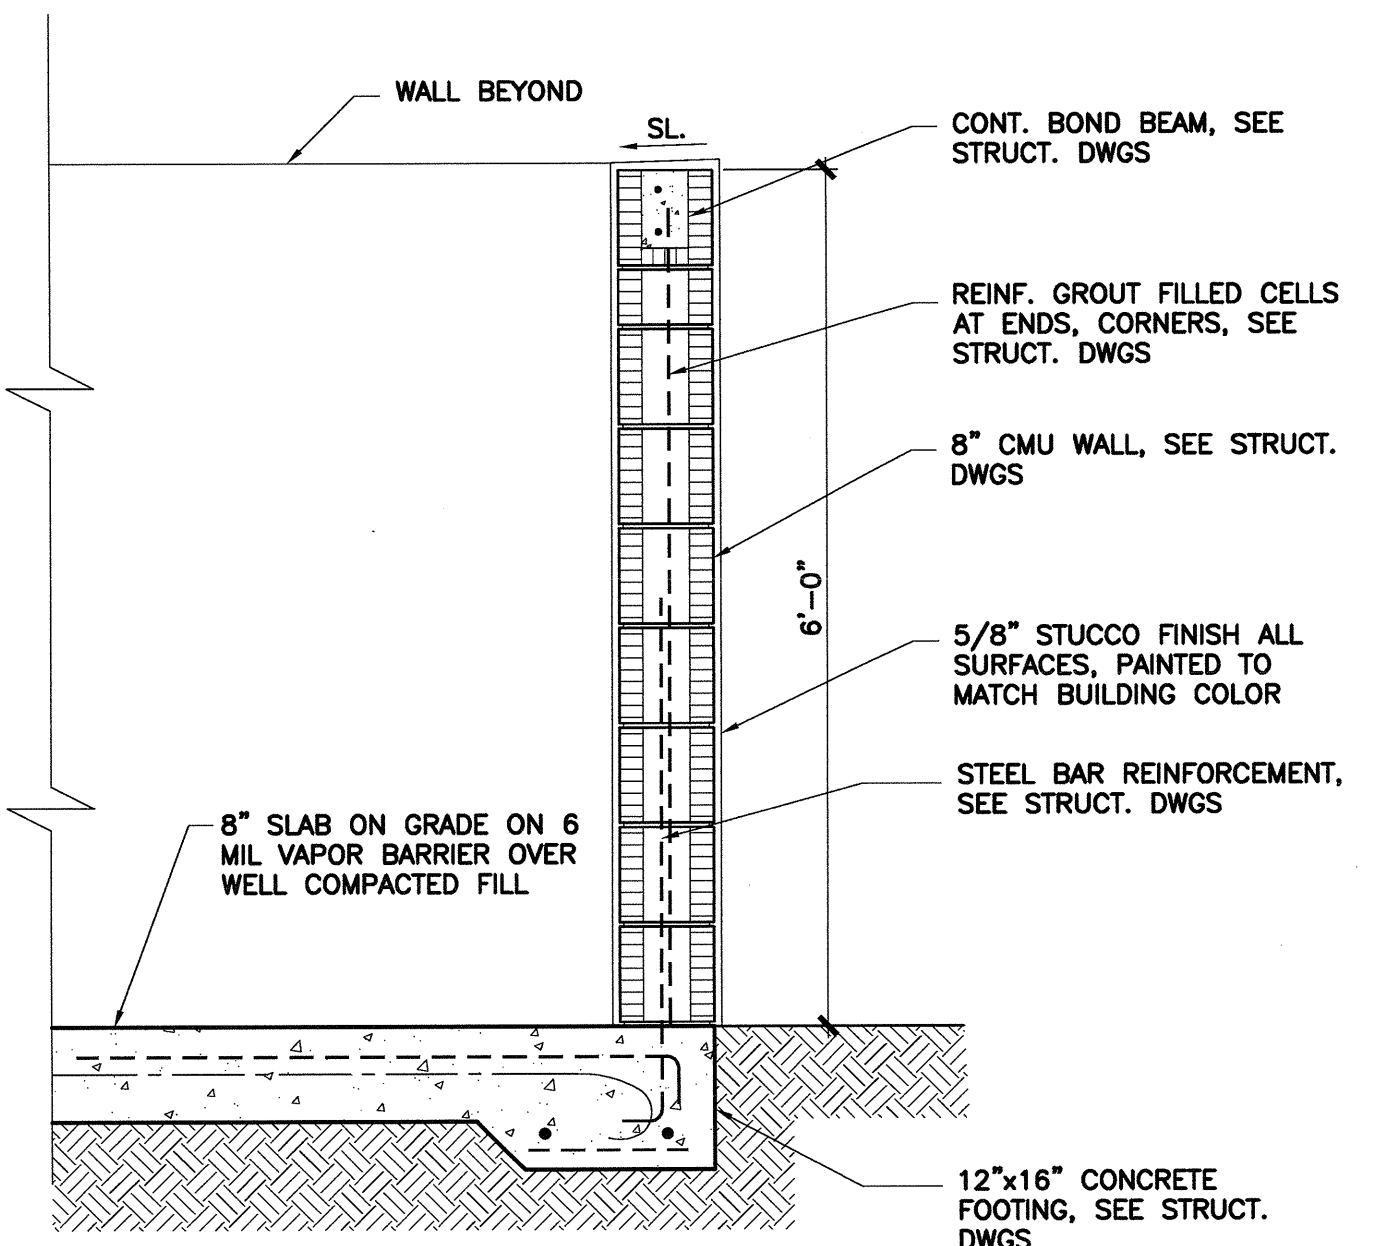 WALL BEYOND
SL.
CONT. BOND BEAM, SEE
STRUCT. DWGS
REINF. GROUT FILLED CELLS
AT ENDS, CORNERS, SEE
STRUCT. DWGS
8" CMU WALL, SEE STRUCT.
DWGS
6'-0"
5/8" STUCCO FINISH ALL
SURFACES, PAINTED TO
MATCH BUILDING COLOR
STEEL BAR REINFORCEMENT,
SEE STRUCT. DWGS
8" SLAB ON GRADE ON 6
MIL VAPOR BARRIER OVER
WELL COMPACTED FILL
12"x16" CONCRETE
FOOTING, SEE STRUCT.
DWGS